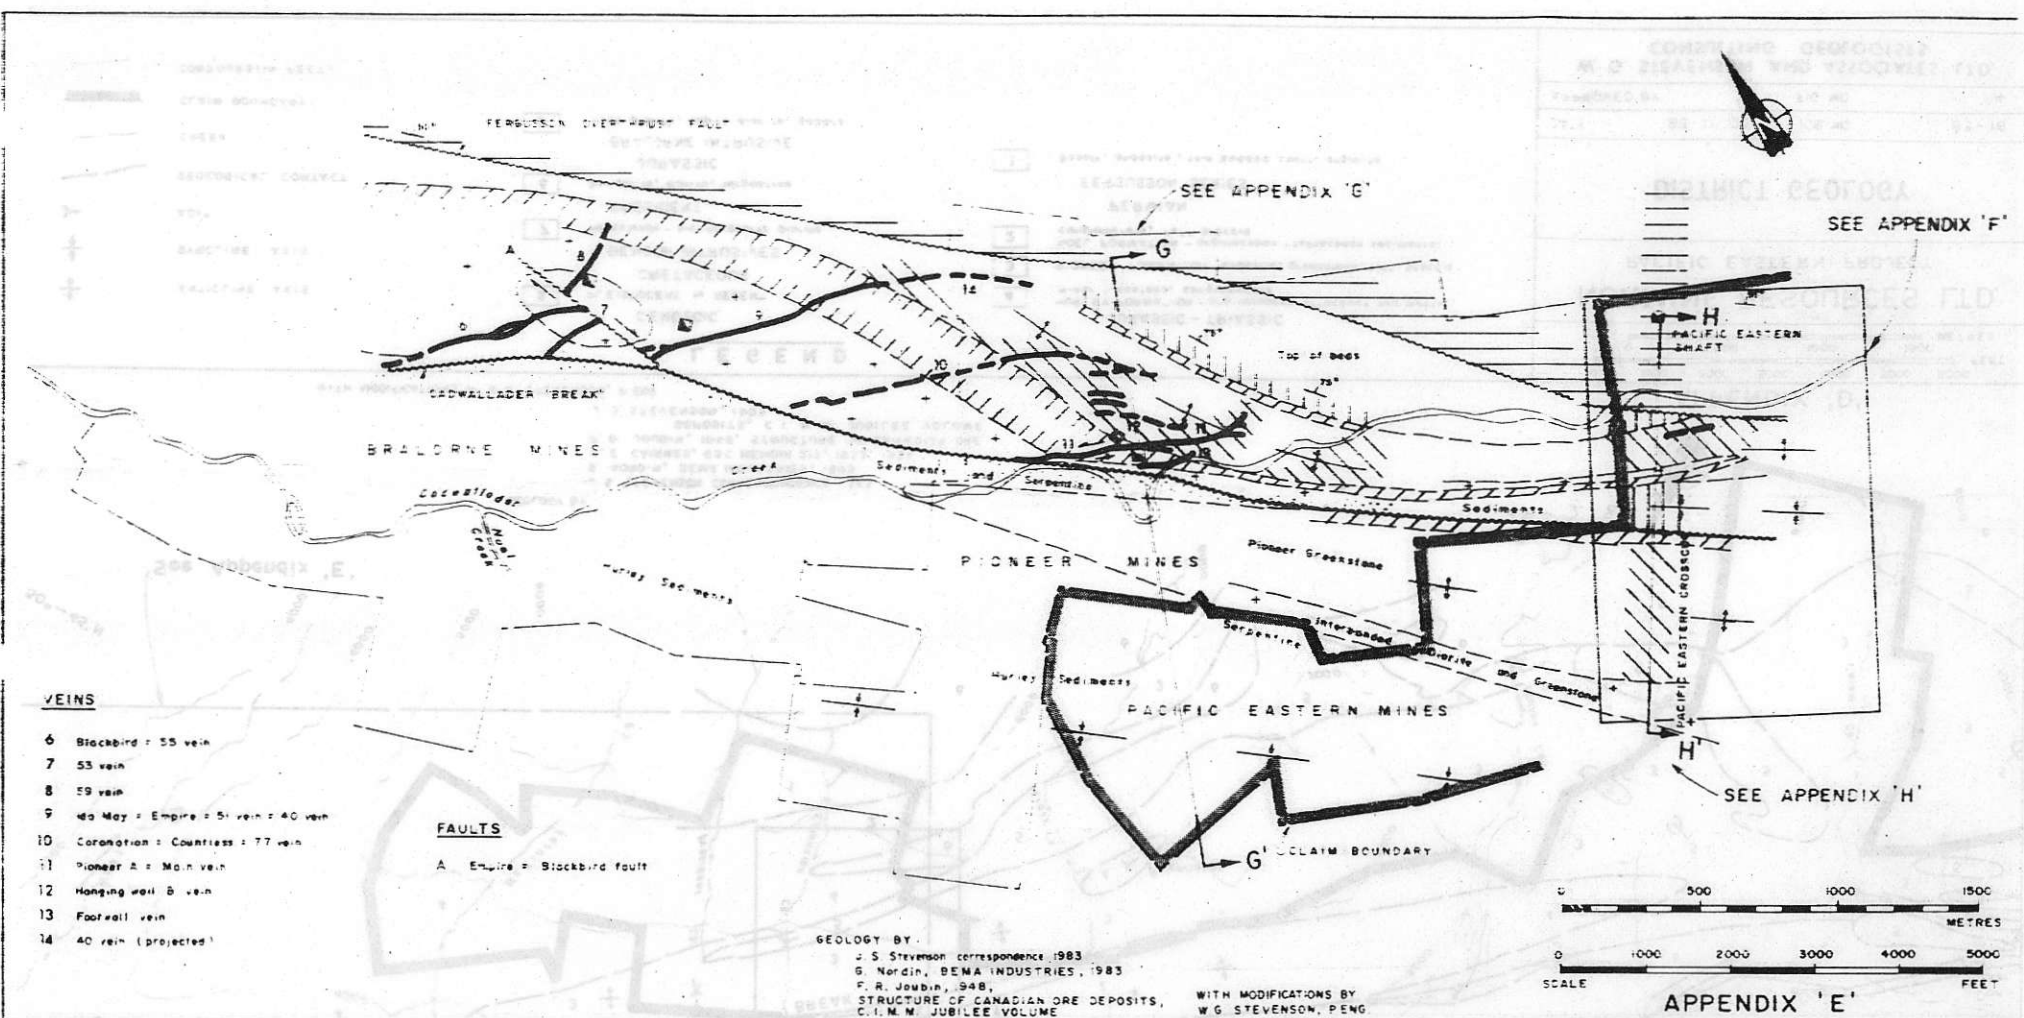 FERGUSSON OVERTHRUST FAULT
SEE APPENDIX 'G'
SEE APPENDIX 'F'
G
A
8
14
7
9
6
H
PACIFIC EASTERN
SHAFT
75°
Top of beds
75°
10
CADWALLADER BREAK
12
11
11
13
BRALORNE MINES
Creek
Sediments and Serpentine
Cadwallader
Sediments
Noel
Creek
Pioneer Greenstone
PIONEER MINES
Hurley Sediments
PACIFIC EASTERN CROSSCUT
Interbanded Diorite and Greenstone
Serpentine
Hurley Sediments
PACIFIC EASTERN MINES
H'
SEE APPENDIX 'H'
G'
CLAIM BOUNDARY
VEINS
6 Blackbird = 55 vein
7 53 vein
8 59 vein
9 Ida May = Empire = 51 vein = 40 vein
10 Coronation = Countless = 77 vein
11 Pioneer A = Main vein
12 Hanging wall B vein
13 Footwall vein
14 40 vein (projected)
FAULTS
A Empire = Blackbird fault
GEOLOGY BY
J. S. Stevenson correspondence 1983
G. Nordin, BEMA INDUSTRIES, 1983
F. R. Joubin, 1948,
STRUCTURE OF CANADIAN ORE DEPOSITS,
C.I.M.M. JUBILEE VOLUME
WITH MODIFICATIONS BY
W.G. STEVENSON, PENG.
0 500 1000 1500
METRES
0 1000 2000 3000 4000 5000
SCALE FEET
APPENDIX 'E'